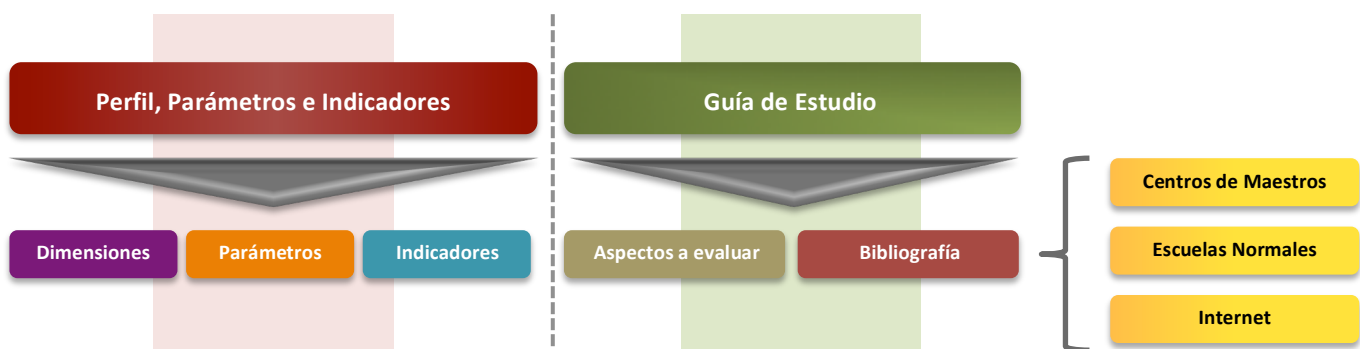 Perfil, Parámetros e Indicadores
Guía de Estudio
Dimensiones
Parámetros
Indicadores
Aspectos a evaluar
Bibliografía
Centros de Maestros
Escuelas Normales
Internet